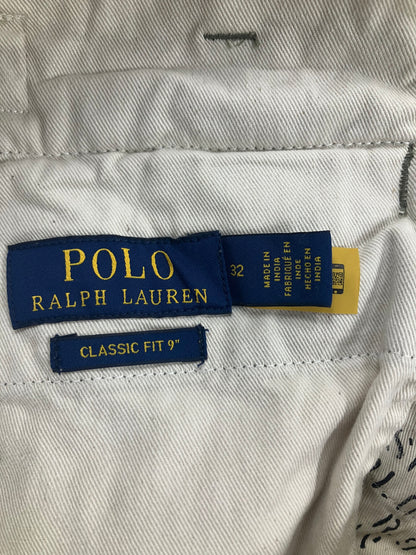 POLO
RALPH LAUREN
32
MADE IN
INDIA
FABRIQUÉ EN
INDE
HECHO EN
INDIA
CLASSIC FIT 9"